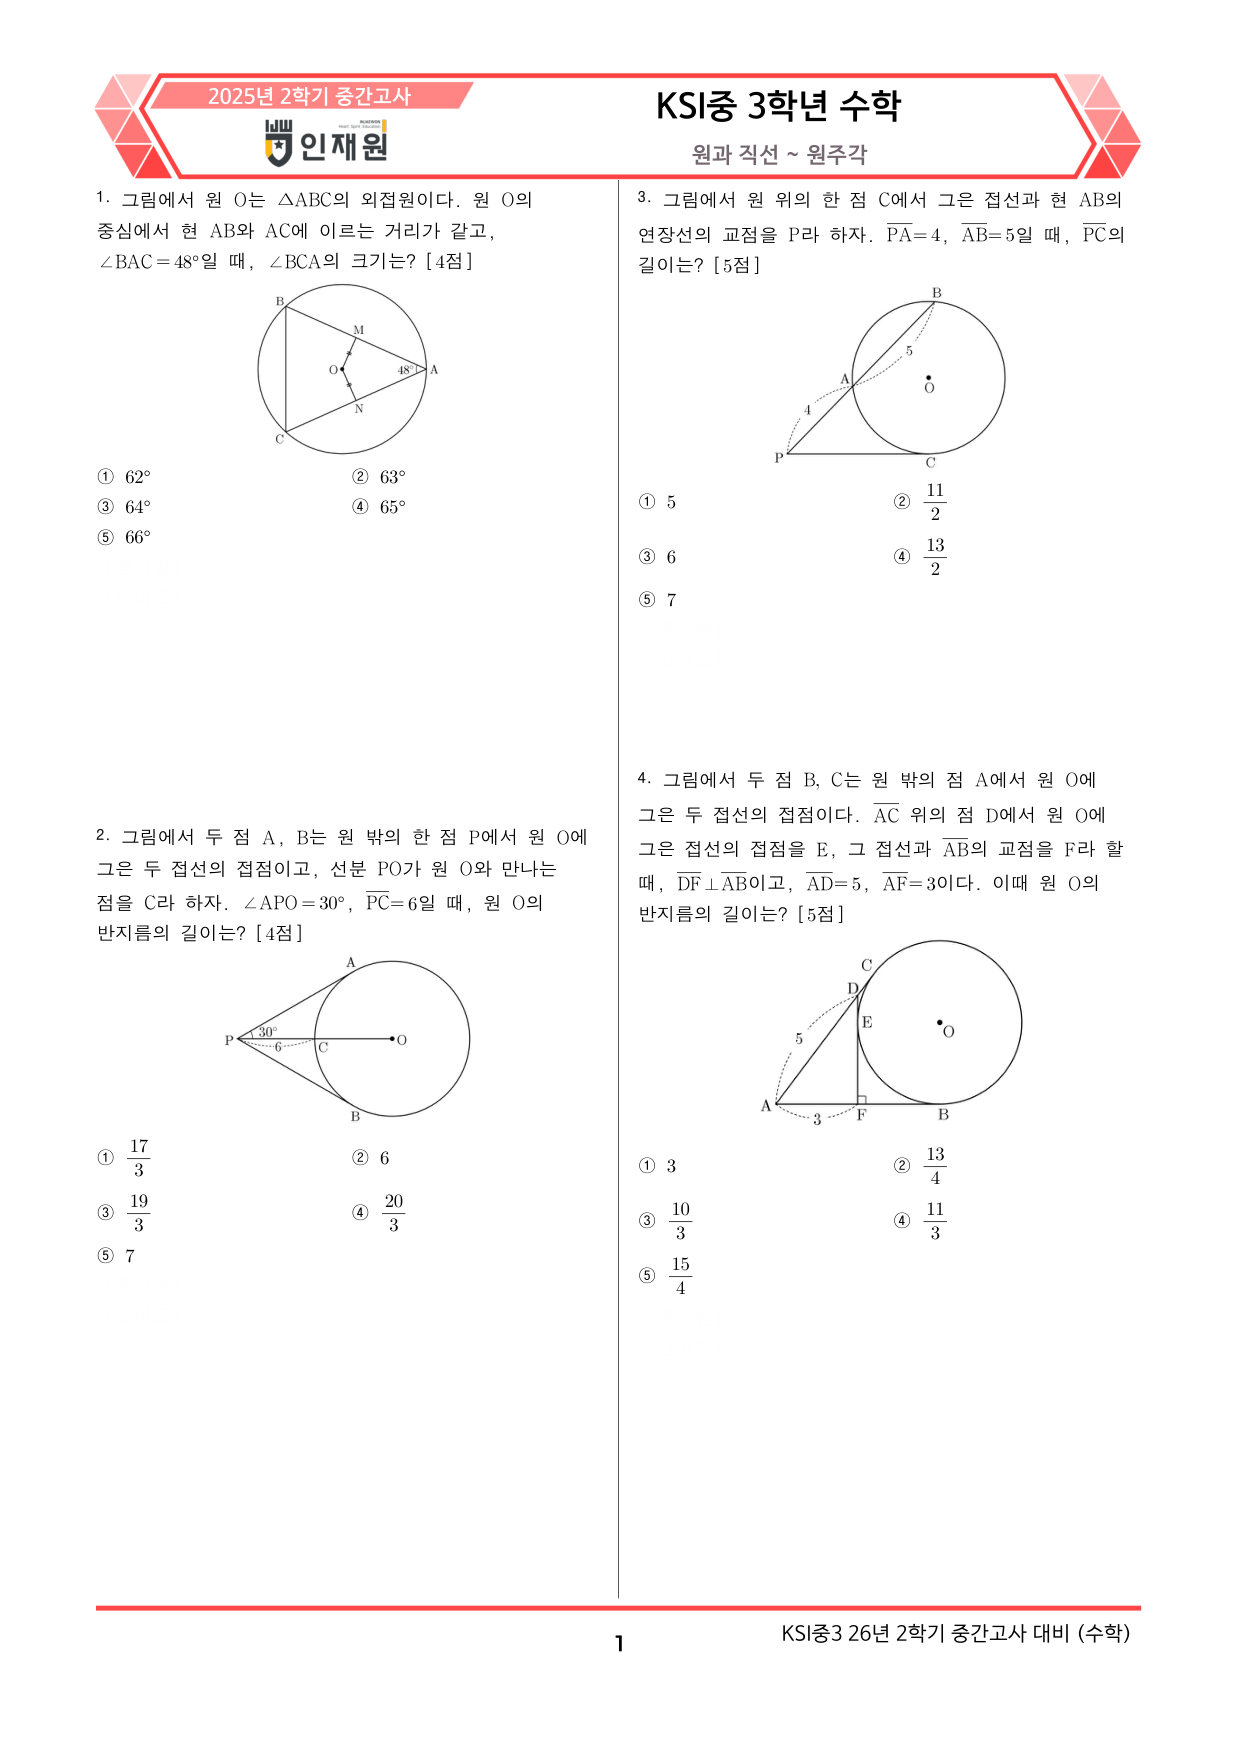 2025년 2학기 중간고사
인재원
KSI중 3학년 수학
원과 직선 ~ 원주각
1. 그림에서 원 O는 △ABC의 외접원이다. 원 O의
중심에서 현 AB와 AC에 이르는 거리가 같고,
∠BAC=48°일 때, ∠BCA의 크기는? [4점]
B
M
O
48°
A
N
C
① 62°
② 63°
③ 64°
④ 65°
⑤ 66°
2. 그림에서 두 점 A, B는 원 밖의 한 점 P에서 원 O에
그은 두 접선의 접점이고, 선분 PO가 원 O와 만나는
점을 C라 하자. ∠APO=30°, \overline{PC}=6일 때, 원 O의
반지름의 길이는? [4점]
A
30°
P
6
C
O
B
① 17/3
② 6
③ 19/3
④ 20/3
⑤ 7
3. 그림에서 원 위의 한 점 C에서 그은 접선과 현 AB의
연장선의 교점을 P라 하자. \overline{PA}=4, \overline{AB}=5일 때, \overline{PC}의
길이는? [5점]
B
5
A
O
4
P
C
① 5
② 11/2
③ 6
④ 13/2
⑤ 7
4. 그림에서 두 점 B, C는 원 밖의 점 A에서 원 O에
그은 두 접선의 접점이다. \overline{AC} 위의 점 D에서 원 O에
그은 접선의 접점을 E, 그 접선과 \overline{AB}의 교점을 F라 할
때, \overline{DF}⊥\overline{AB}이고, \overline{AD}=5, \overline{AF}=3이다. 이때 원 O의
반지름의 길이는? [5점]
C
D
E
O
5
A
3
F
B
① 3
② 13/4
③ 10/3
④ 11/3
⑤ 15/4
1
KSI중3 26년 2학기 중간고사 대비 (수학)